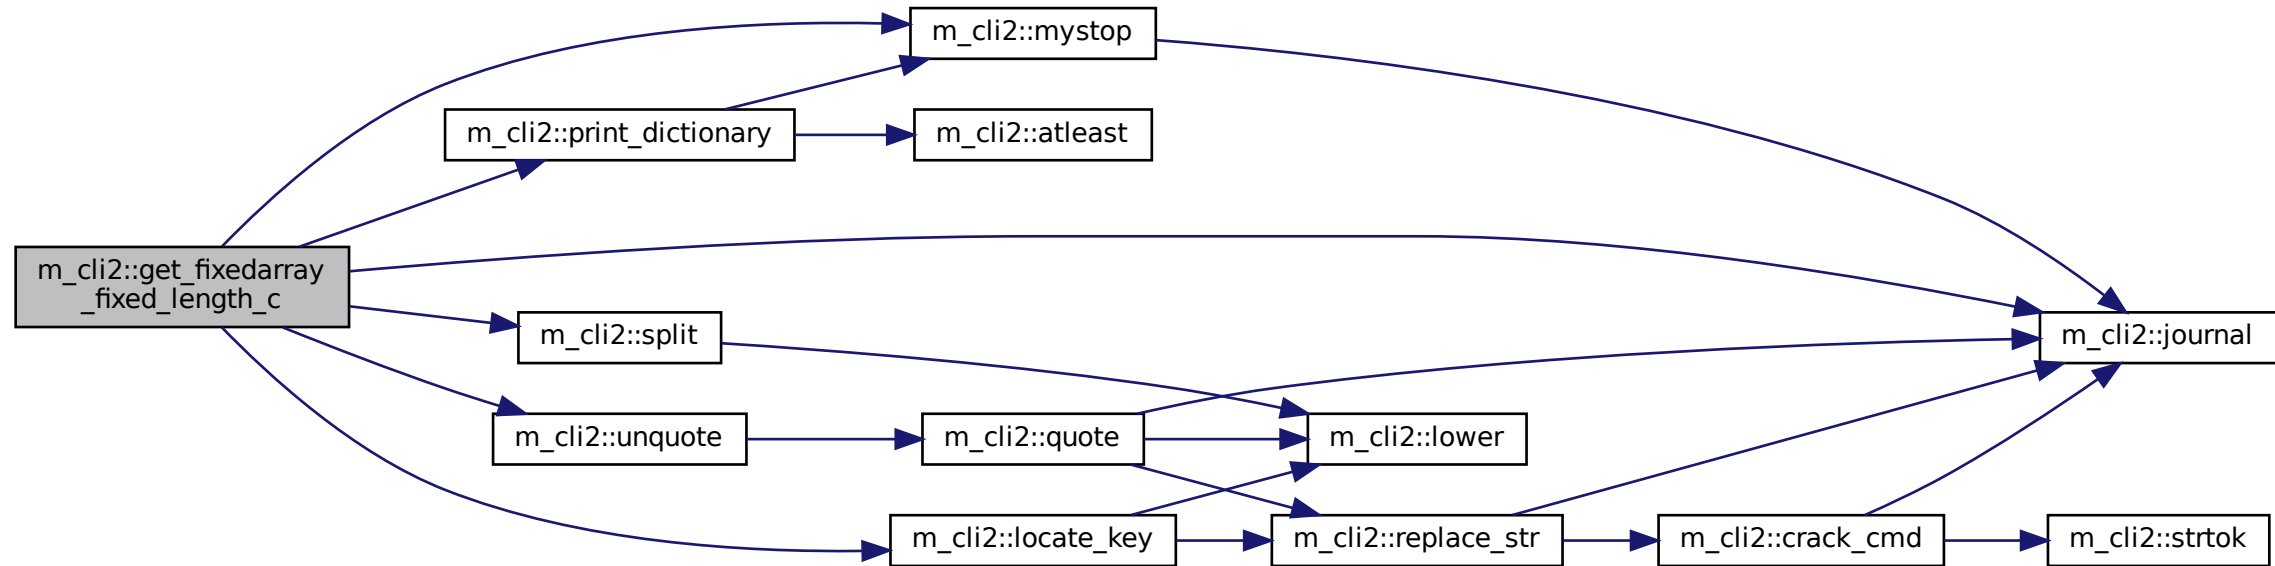 m_cli2::mystop
m_cli2::print_dictionary
m_cli2::atleast
m_cli2::get_fixedarray
_fixed_length_c
m_cli2::split
m_cli2::journal
m_cli2::unquote
m_cli2::quote
m_cli2::lower
m_cli2::locate_key
m_cli2::replace_str
m_cli2::crack_cmd
m_cli2::strtok